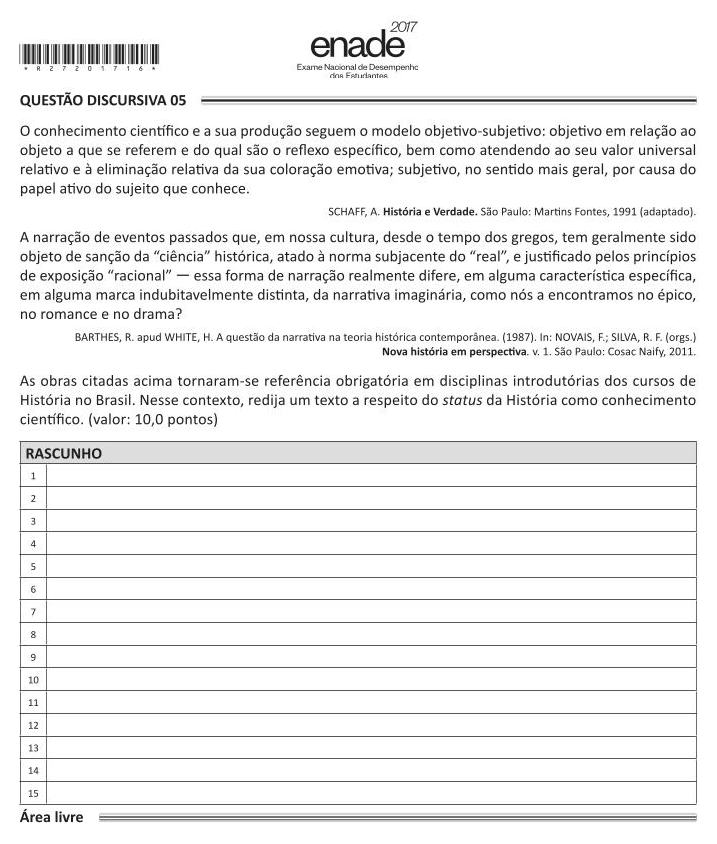 2017
enade
Exame Nacional de Desempenho
dos Estudantes
*R27201716*
QUESTÃO DISCURSIVA 05
O conhecimento científico e a sua produção seguem o modelo objetivo-subjetivo: objetivo em relação ao
objeto a que se referem e do qual são o reflexo específico, bem como atendendo ao seu valor universal
relativo e à eliminação relativa da sua coloração emotiva; subjetivo, no sentido mais geral, por causa do
papel ativo do sujeito que conhece.
SCHAFF, A. História e Verdade. São Paulo: Martins Fontes, 1991 (adaptado).
A narração de eventos passados que, em nossa cultura, desde o tempo dos gregos, tem geralmente sido
objeto de sanção da “ciência” histórica, atado à norma subjacente do “real”, e justificado pelos princípios
de exposição “racional” — essa forma de narração realmente difere, em alguma característica específica,
em alguma marca indubitavelmente distinta, da narrativa imaginária, como nós a encontramos no épico,
no romance e no drama?
BARTHES, R. apud WHITE, H. A questão da narrativa na teoria histórica contemporânea. (1987). In: NOVAIS, F.; SILVA, R. F. (orgs.)
Nova história em perspectiva. v. 1. São Paulo: Cosac Naify, 2011.
As obras citadas acima tornaram-se referência obrigatória em disciplinas introdutórias dos cursos de
História no Brasil. Nesse contexto, redija um texto a respeito do status da História como conhecimento
científico. (valor: 10,0 pontos)
RASCUNHO
1
2
3
4
5
6
7
8
9
10
11
12
13
14
15
Área livre